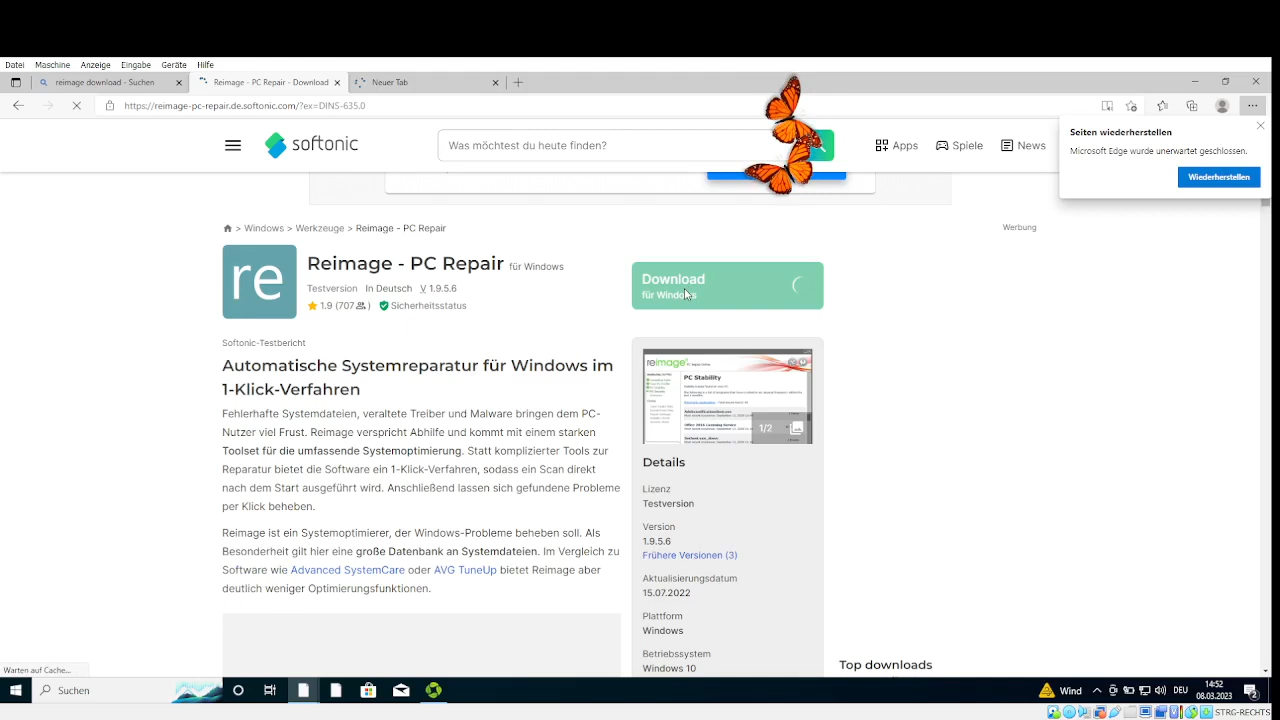 Datei Maschine Anzeige Eingabe Geräte Hilfe
reimage download - Suchen
Reimage - PC Repair - Download
Neuer Tab
https://reimage-pc-repair.de.softonic.com/?ex=DINS-635.0
softonic
Was möchtest du heute finden?
Apps
Spiele
News
Seiten wiederherstellen
Microsoft Edge wurde unerwartet geschlossen.
Wiederherstellen
> Windows > Werkzeuge > Reimage - PC Repair
Werbung
re
Reimage - PC Repair für Windows
Testversion In Deutsch V 1.9.5.6
1.9 (707 ) Sicherheitsstatus
Download
für Windows
Softonic-Testbericht
Automatische Systemreparatur für Windows im
1-Klick-Verfahren
Fehlerhafte Systemdateien, veraltete Treiber und Malware bringen dem PC-
Nutzer Frust. Reimage verspricht Abhilfe und kommt mit einem starken
Toolset für die umfassende Systemoptimierung. Statt komplizierter Tools zur
Reparatur bietet die Software ein 1-Klick-Verfahren, sodass ein Scan direkt
nach dem Start ausgeführt wird. Anschließend lassen sich gefundene Probleme
per Klick beheben.
Reimage ist ein Systemoptimierer, der Windows-Probleme beheben soll. Als
Besonderheit gilt hier eine große Datenbank an Systemdateien. Im Vergleich zu
Software wie Advanced SystemCare oder AVG TuneUp bietet Reimage aber
deutlich weniger Optimierungsfunktionen.
reimage
PC Stability
1/2
Details
Lizenz
Testversion
Version
1.9.5.6
Frühere Versionen (3)
Aktualisierungsdatum
15.07.2022
Plattform
Windows
Betriebssystem
Windows 10
Top downloads
Warten auf Cache...
Suchen
Wind
DEU
14:52
08.03.2023
2
STRG-RECHTS